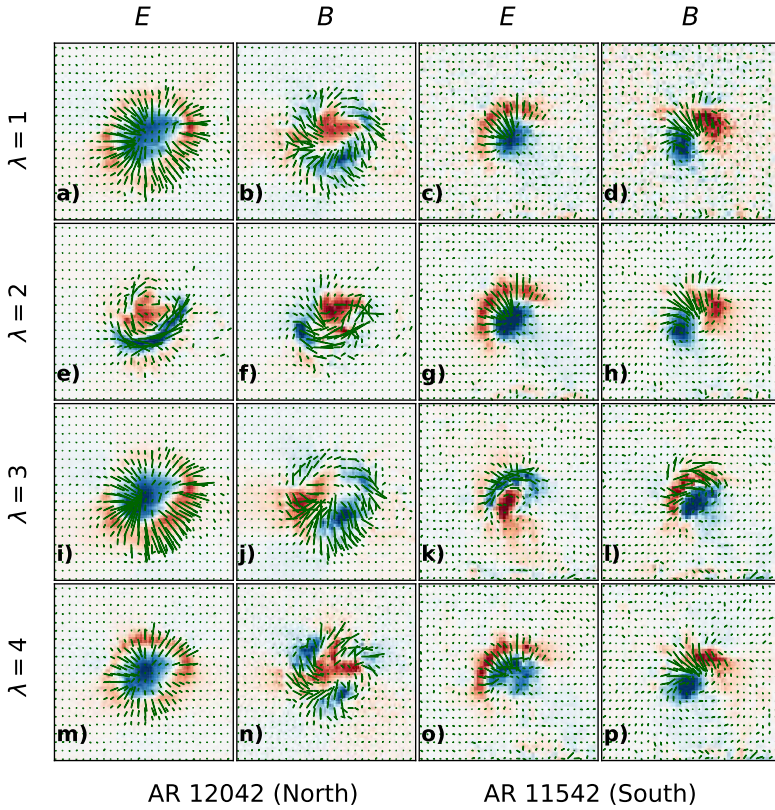 E B E B
λ = 1
a) b) c) d)
λ = 2
e) f) g) h)
λ = 3
i) j) k) l)
λ = 4
m) n) o) p)
AR 12042 (North) AR 11542 (South)